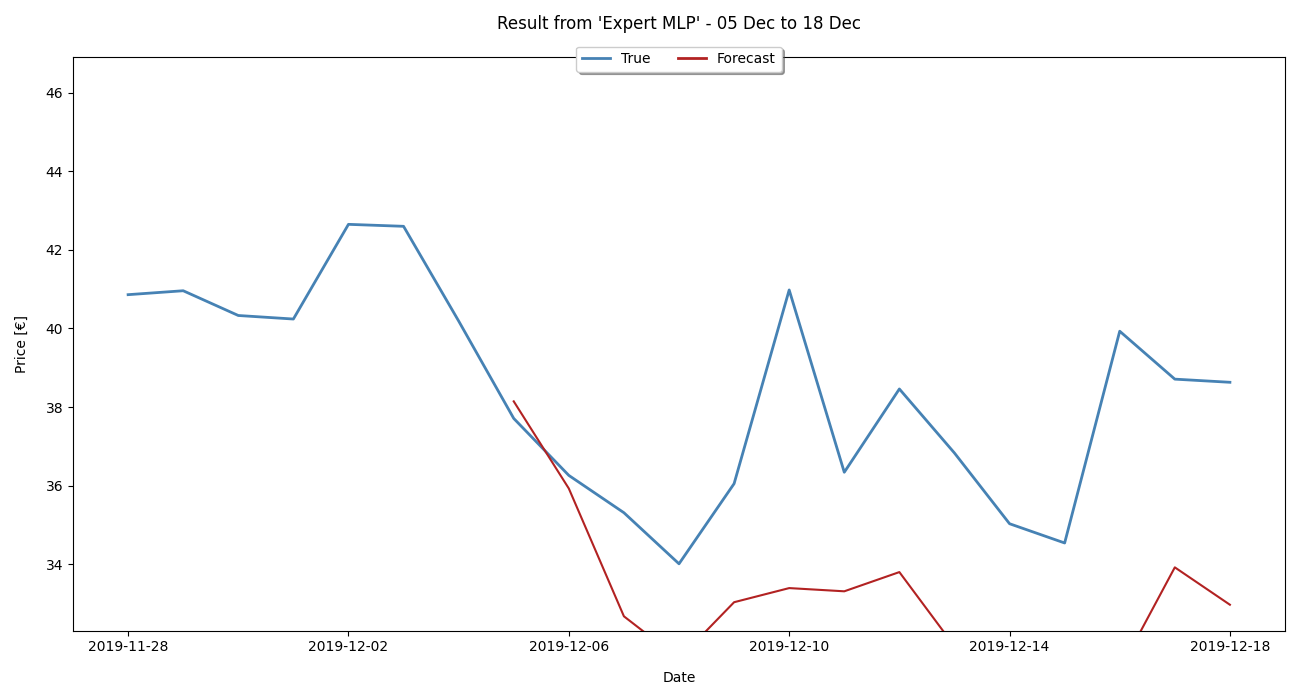 Result from 'Expert MLP' - 05 Dec to 18 Dec
True
Forecast
46
44
42
40
38
36
34
Price [€]
2019-11-28
2019-12-02
2019-12-06
2019-12-10
2019-12-14
2019-12-18
Date